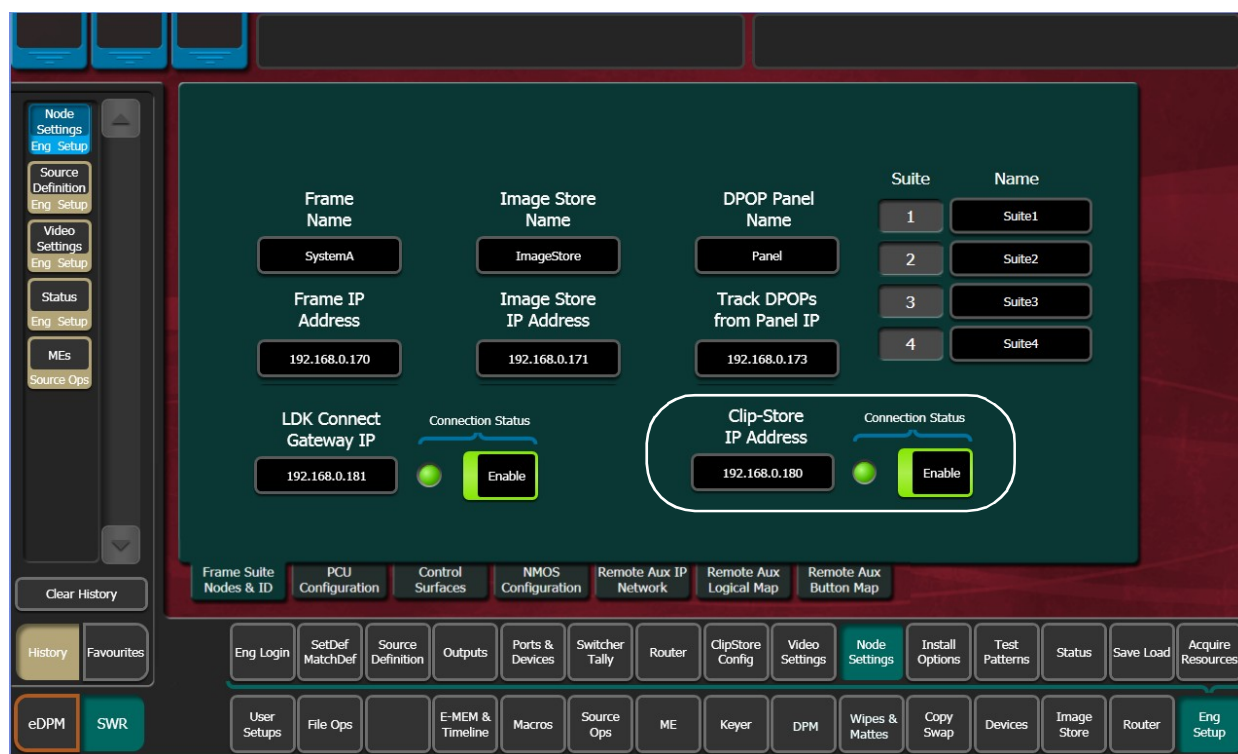 Node
Settings
Eng Setup
Source
Definition
Eng Setup
Video
Settings
Eng Setup
Status
Eng Setup
MEs
Source Ops
Clear History
History
Favourites
eDPM
SWR
Frame
Name
SystemA
Image Store
Name
ImageStore
DPOP Panel
Name
Panel
Suite
Name
1
Suite1
2
Suite2
3
Suite3
4
Suite4
Frame IP
Address
192.168.0.170
Image Store
IP Address
192.168.0.171
Track DPOPs
from Panel IP
192.168.0.173
LDK Connect
Gateway IP
192.168.0.181
Connection Status
Enable
Clip-Store
IP Address
192.168.0.180
Connection Status
Enable
Frame Suite
Nodes & ID
PCU
Configuration
Control
Surfaces
NMOS
Configuration
Remote Aux IP
Network
Remote Aux
Logical Map
Remote Aux
Button Map
Eng Login
SetDef
MatchDef
Source
Definition
Outputs
Ports &
Devices
Switcher
Tally
Router
ClipStore
Config
Video
Settings
Node
Settings
Install
Options
Test
Patterns
Status
Save Load
Acquire
Resources
User
Setups
File Ops
E-MEM &
Timeline
Macros
Source
Ops
ME
Keyer
DPM
Wipes &
Mattes
Copy
Swap
Devices
Image
Store
Router
Eng
Setup